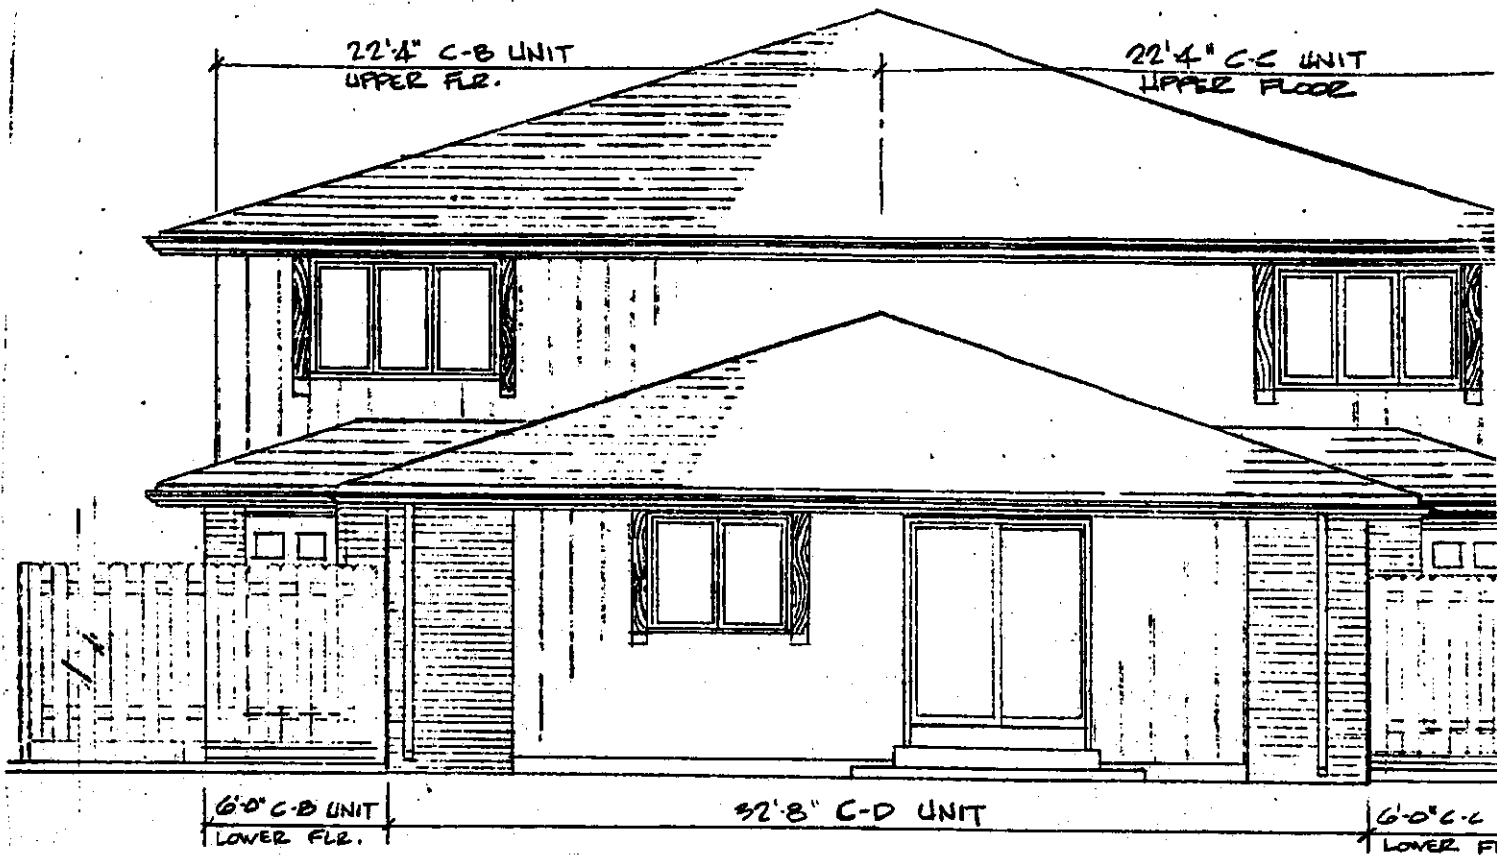 22'4" C-B UNIT
UPPER FLR.
22'4" C-C UNIT
UPPER FLOOR
6'-0" C-B UNIT
LOWER FLR.
32'-8" C-D UNIT
6'-0" C-C
LOWER